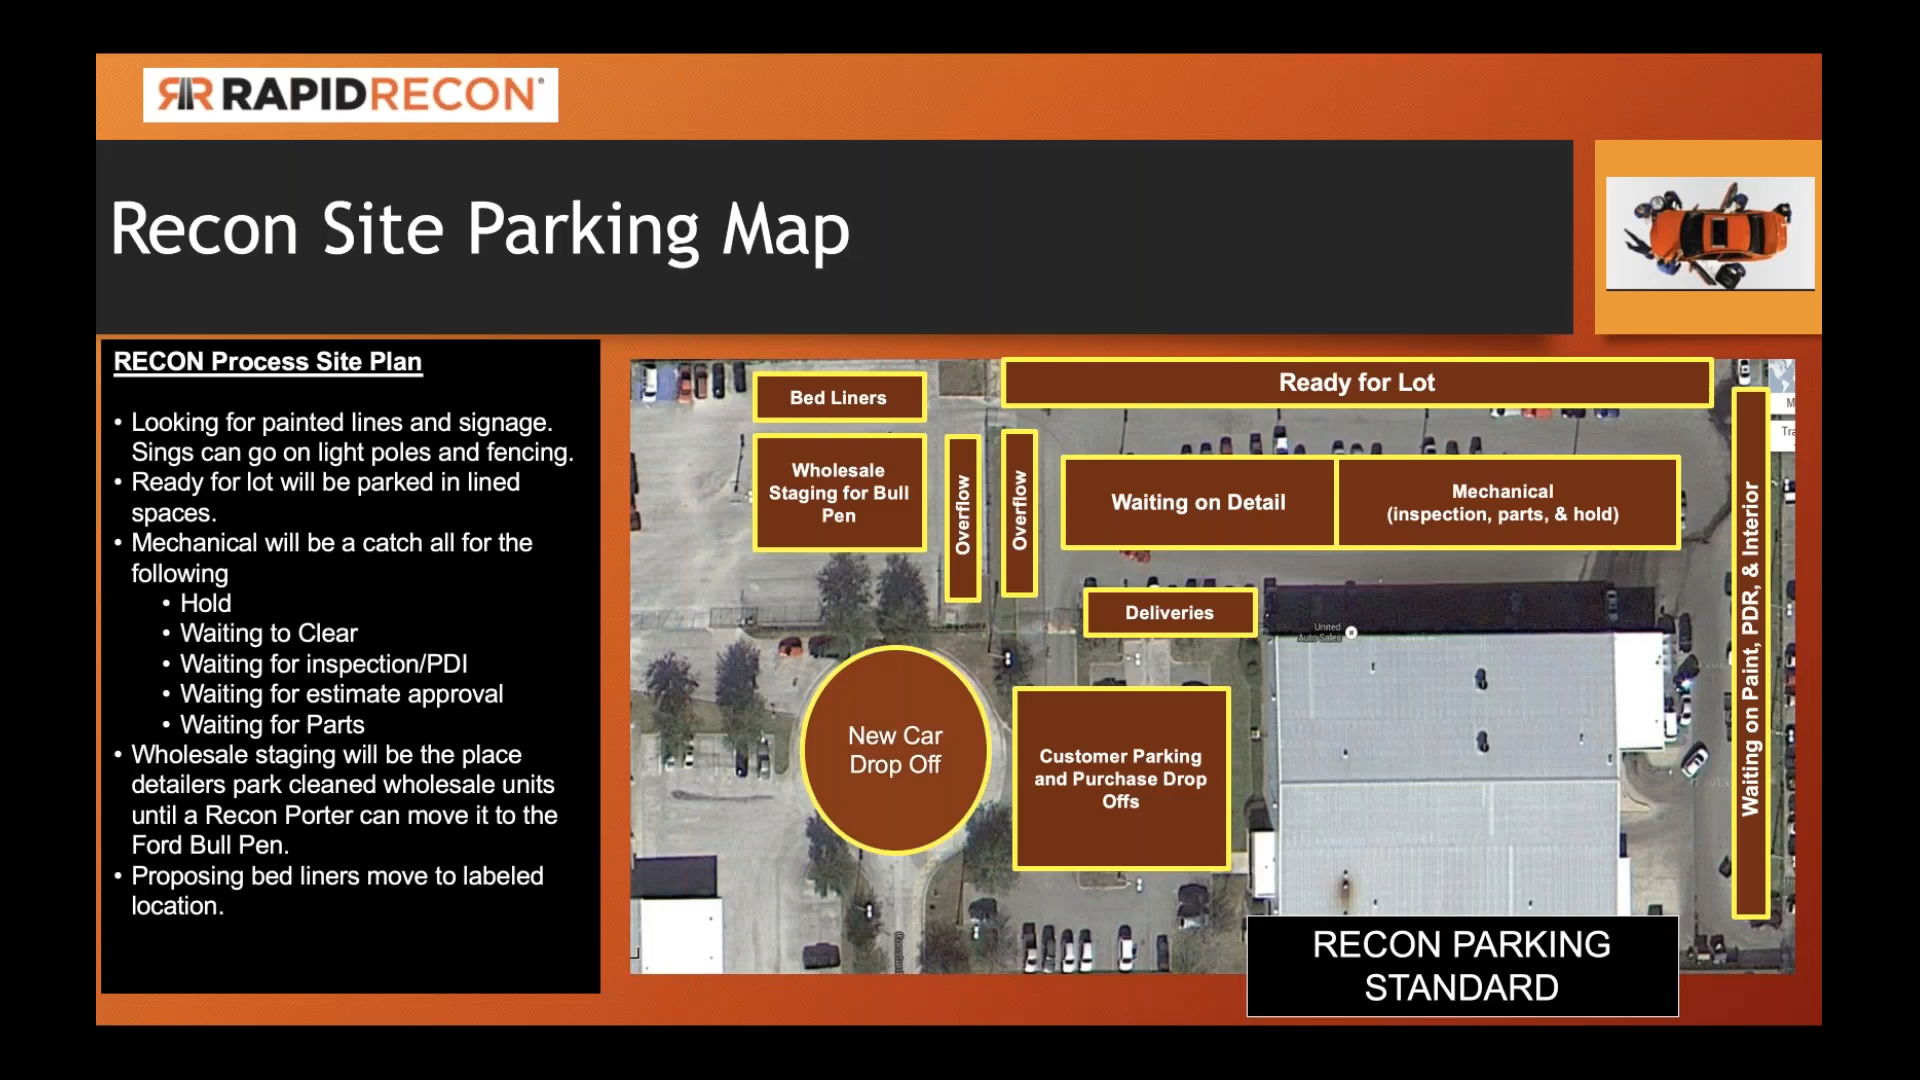 RAPIDRECON®
Recon Site Parking Map
RECON Process Site Plan
• Looking for painted lines and signage.
Sings can go on light poles and fencing.
• Ready for lot will be parked in lined
spaces.
• Mechanical will be a catch all for the
following
• Hold
• Waiting to Clear
• Waiting for inspection/PDI
• Waiting for estimate approval
• Waiting for Parts
• Wholesale staging will be the place
detailers park cleaned wholesale units
until a Recon Porter can move it to the
Ford Bull Pen.
• Proposing bed liners move to labeled
location.
Bed Liners
Ready for Lot
Wholesale
Staging for Bull
Pen
Overflow
Overflow
Waiting on Detail
Mechanical
(inspection, parts, & hold)
Waiting on Paint, PDR, & Interior
Deliveries
United
Auto Sales
New Car
Drop Off
Customer Parking
and Purchase Drop
Offs
RECON PARKING
STANDARD